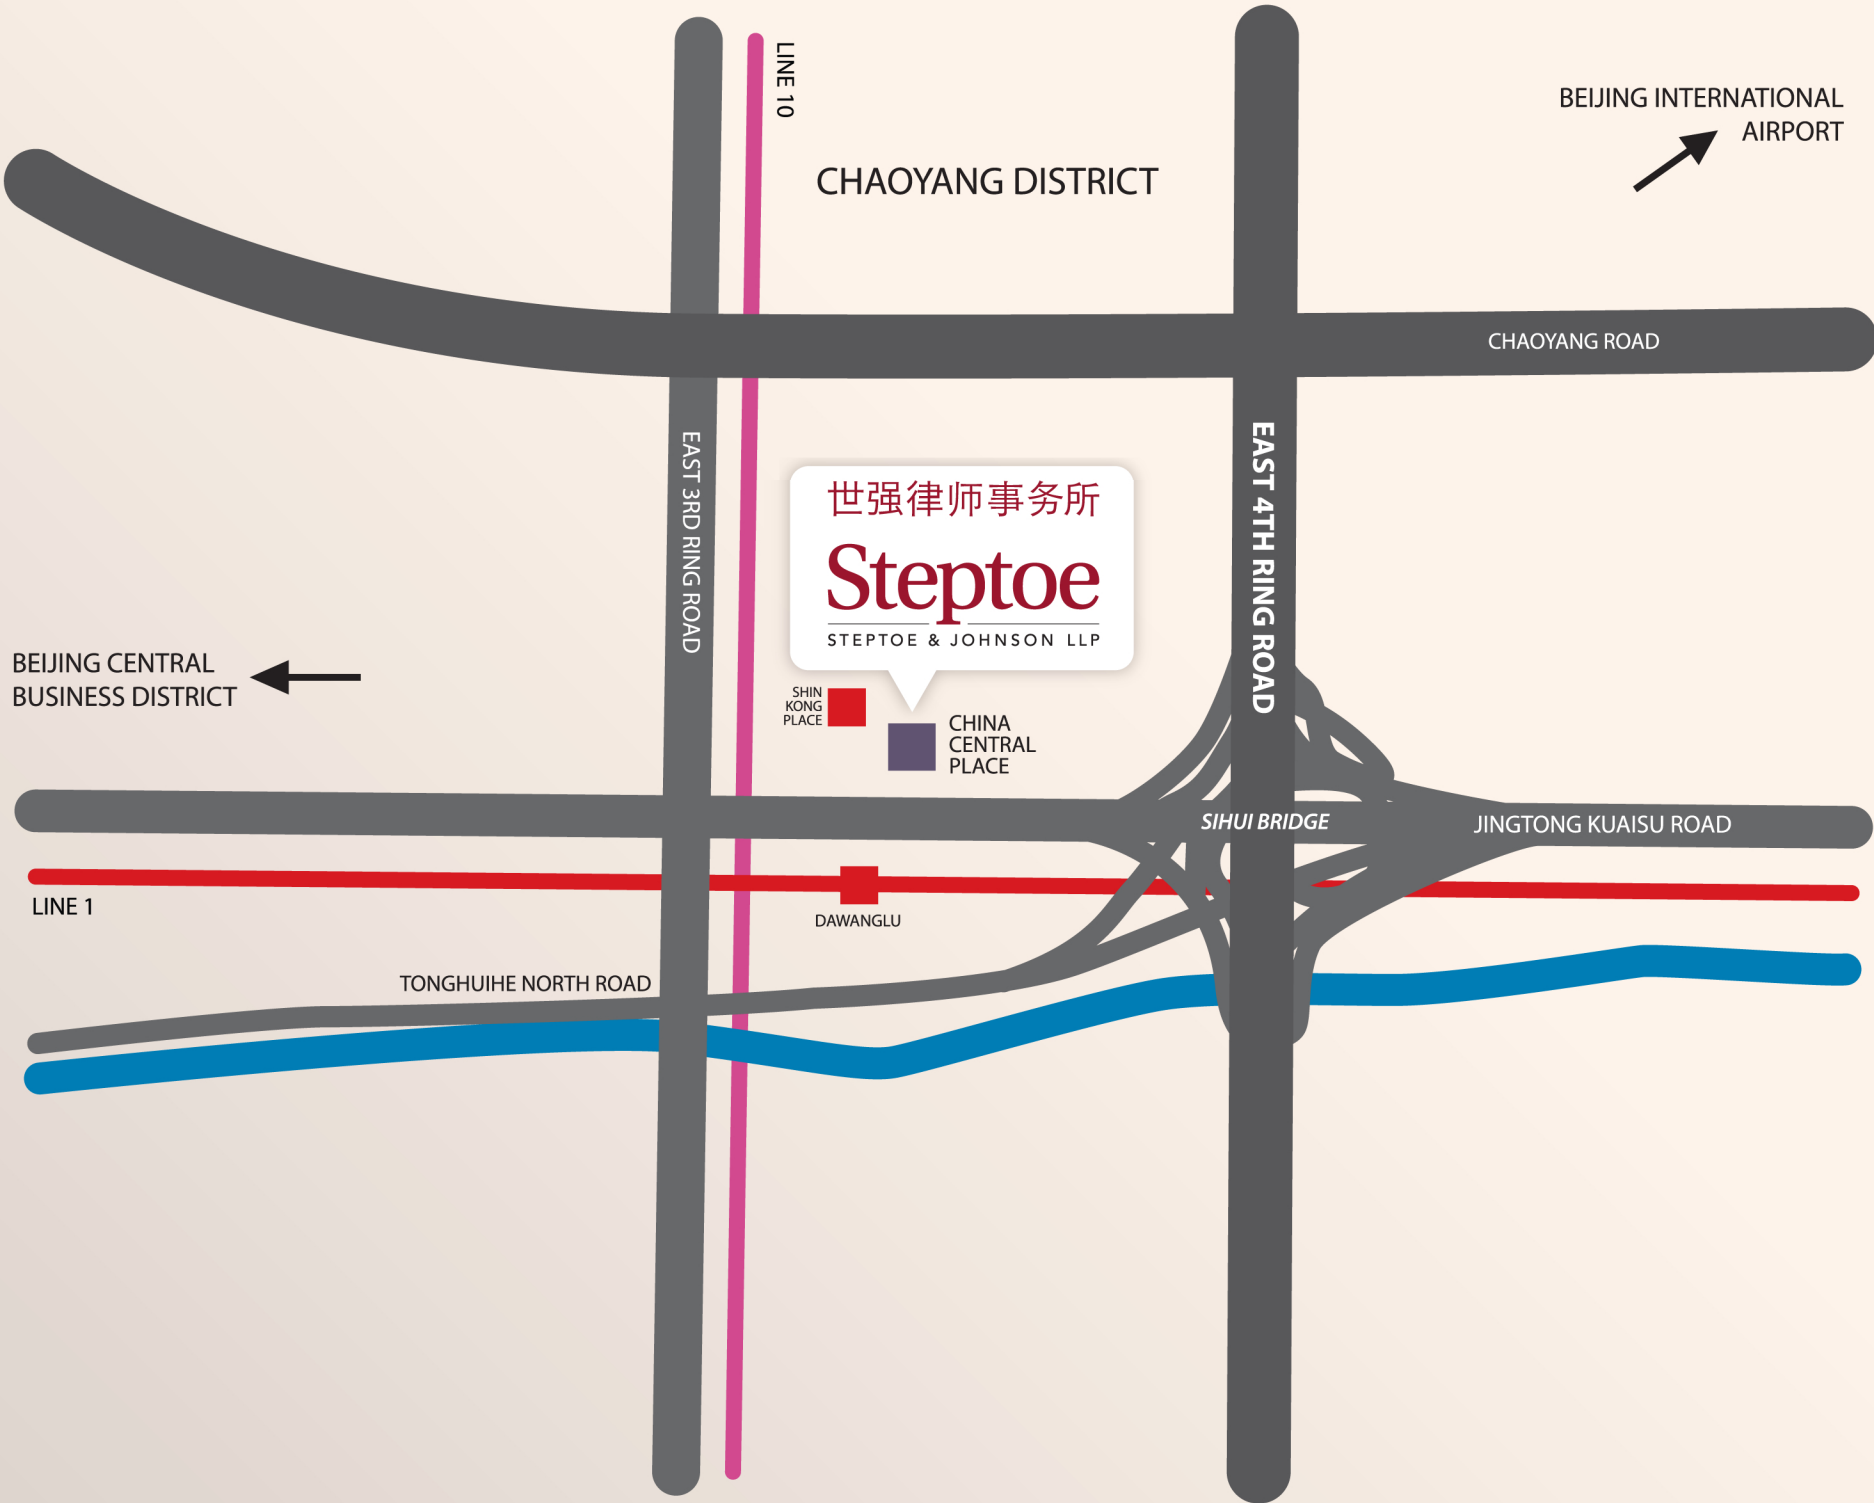 LINE 10
BEIJING INTERNATIONAL
AIRPORT
CHAOYANG DISTRICT
CHAOYANG ROAD
EAST 3RD RING ROAD
EAST 4TH RING ROAD
世强律师事务所
Steptoe
STEPTOE & JOHNSON LLP
BEIJING CENTRAL
BUSINESS DISTRICT
SHIN
KONG
PLACE
CHINA
CENTRAL
PLACE
SIHUI BRIDGE
JINGTONG KUAISU ROAD
LINE 1
DAWANGLU
TONGHUIHE NORTH ROAD